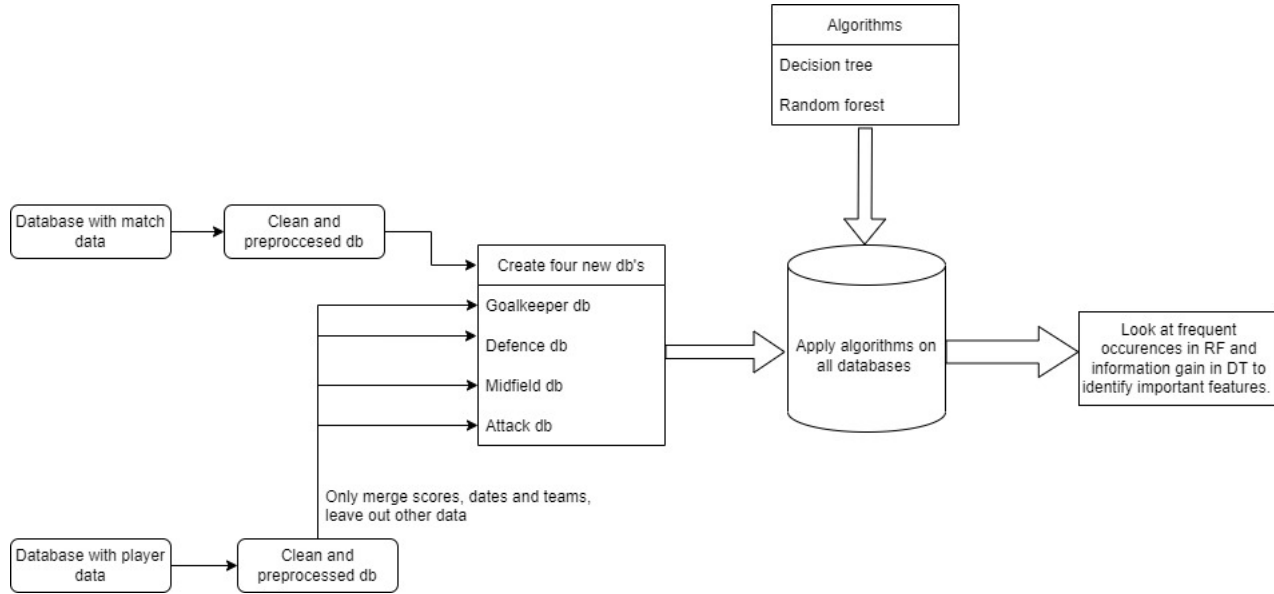 Algorithms
Decision tree
Random forest
Database with match
data
Clean and
preproccesed db
Create four new db's
Goalkeeper db
Defence db
Midfield db
Attack db
Apply algorithms on
all databases
Look at frequent
occurences in RF and
information gain in DT to
identify important features.
Only merge scores, dates and teams,
leave out other data
Database with player
data
Clean and
preprocessed db